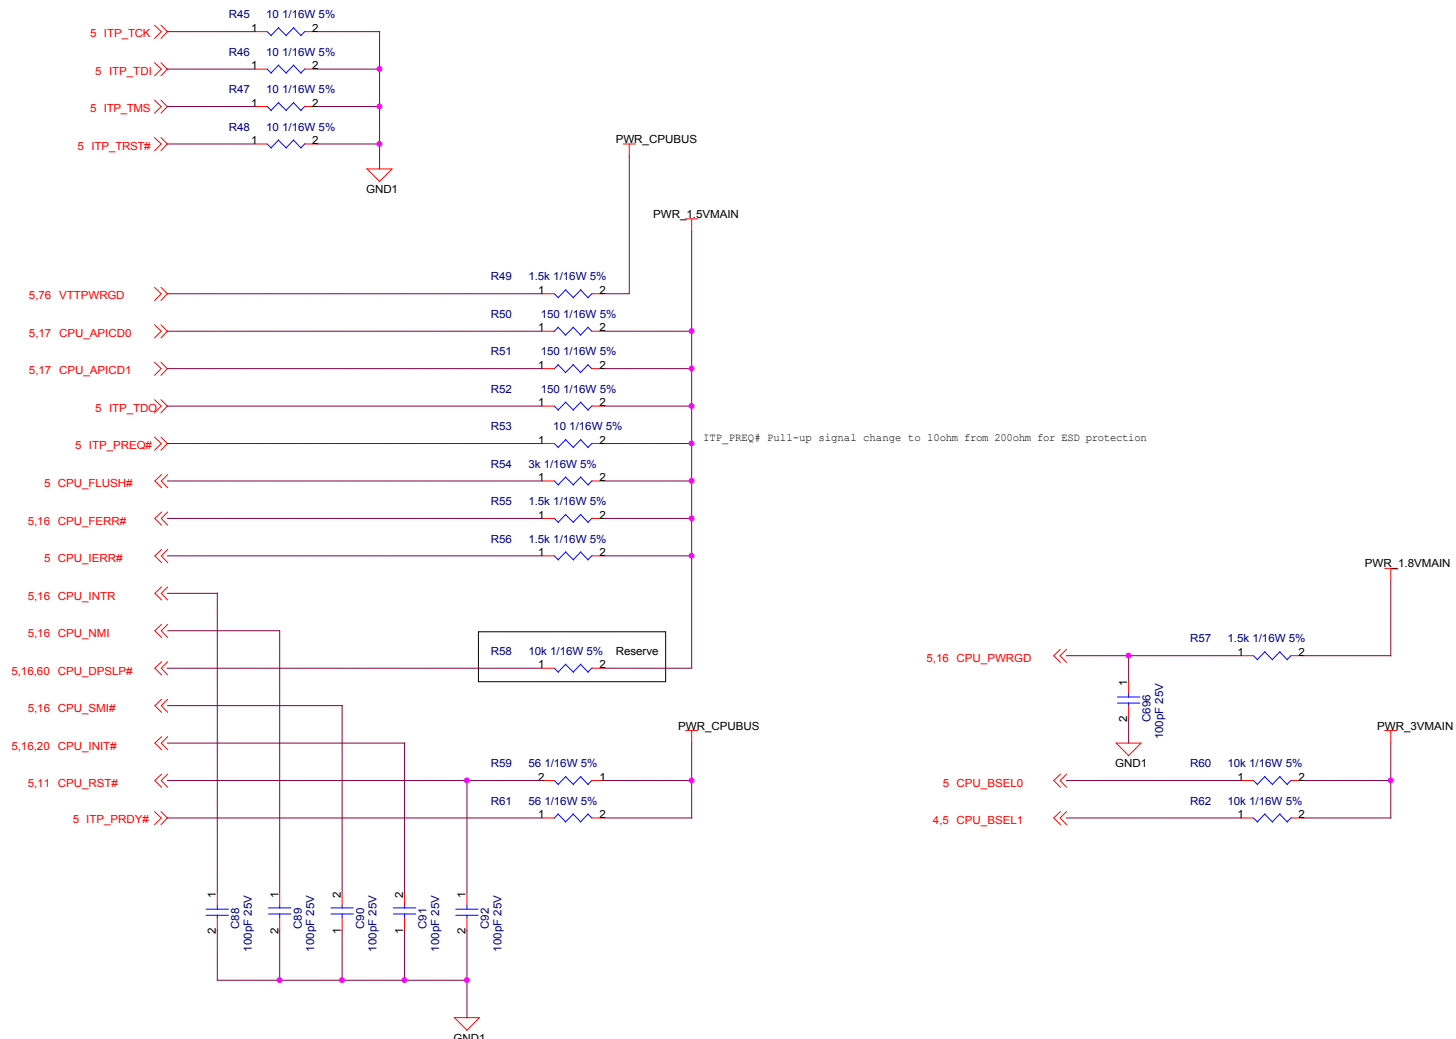 R45 10 1/16W 5%
5 ITP_TCK 1 2
R46 10 1/16W 5%
5 ITP_TDI 1 2
R47 10 1/16W 5%
5 ITP_TMS 1 2
R48 10 1/16W 5%
5 ITP_TRST# 1 2
GND1
PWR_CPUBUS
PWR_1.5VMAIN
R49 1.5k 1/16W 5%
5,76 VTTPWRGD 1 2
R50 150 1/16W 5%
5,17 CPU_APICD0 1 2
R51 150 1/16W 5%
5,17 CPU_APICD1 1 2
R52 150 1/16W 5%
5 ITP_TDO 1 2
R53 10 1/16W 5%
5 ITP_PREQ# 1 2
ITP_PREQ# Pull-up signal change to 10ohm from 200ohm for ESD protection
R54 3k 1/16W 5%
5 CPU_FLUSH# 1 2
R55 1.5k 1/16W 5%
5,16 CPU_FERR# 1 2
R56 1.5k 1/16W 5%
5 CPU_IERR# 1 2
5,16 CPU_INTR
5,16 CPU_NMI
R58 10k 1/16W 5% Reserve
5,16,60 CPU_DPSLP# 1 2
5,16 CPU_SMI#
PWR_CPUBUS
5,16,20 CPU_INIT#
R59 56 1/16W 5%
5,11 CPU_RST# 2 1
R61 56 1/16W 5%
5 ITP_PRDY# 1 2
1 C88 100pF 25V 2
1 C89 100pF 25V 2
2 C90 100pF 25V 1
2 C91 100pF 25V 1
1 C92 100pF 25V 2
GND1
PWR_1.8VMAIN
R57 1.5k 1/16W 5%
5,16 CPU_PWRGD 1 2
1 C696 100pF 25V 2
GND1
PWR_3VMAIN
R60 10k 1/16W 5%
5 CPU_BSEL0 1 2
R62 10k 1/16W 5%
4,5 CPU_BSEL1 1 2